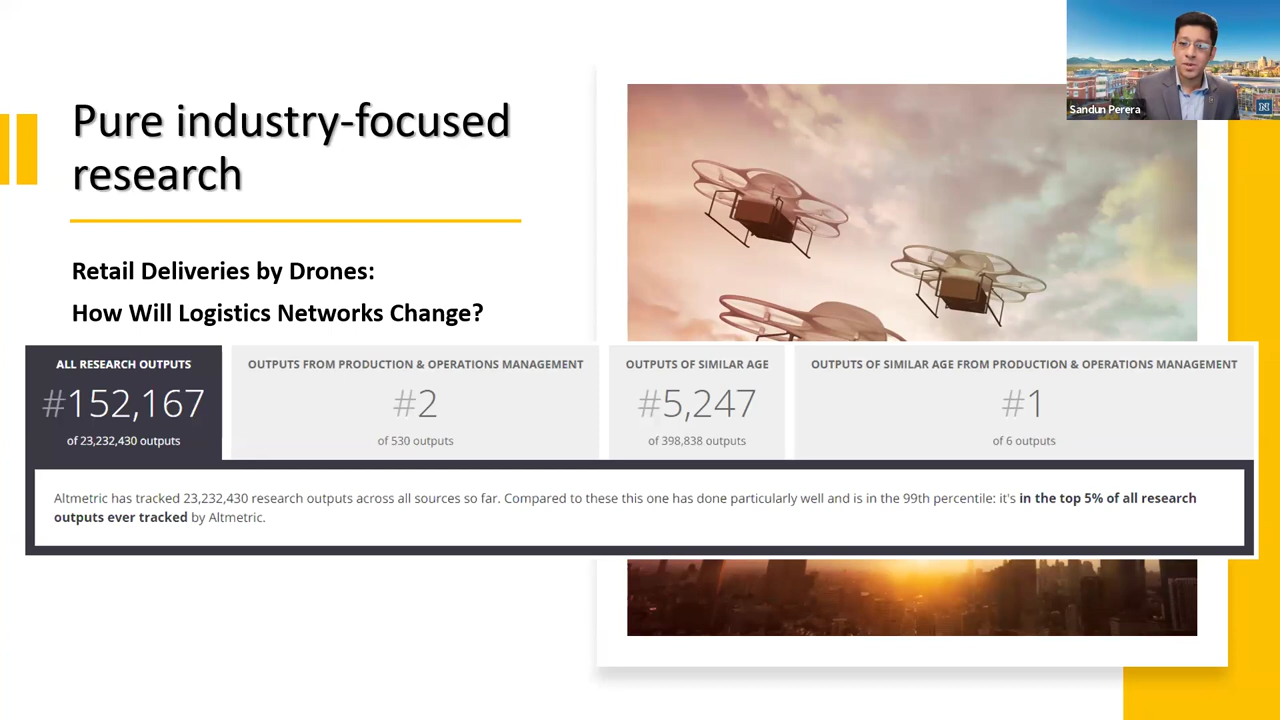 Pure industry-focused
research
Sandun Perera
Retail Deliveries by Drones:
How Will Logistics Networks Change?
ALL RESEARCH OUTPUTS
#152,167
of 23,232,430 outputs
OUTPUTS FROM PRODUCTION & OPERATIONS MANAGEMENT
#2
of 530 outputs
OUTPUTS OF SIMILAR AGE
#5,247
of 398,838 outputs
OUTPUTS OF SIMILAR AGE FROM PRODUCTION & OPERATIONS MANAGEMENT
#1
of 6 outputs
Altmetric has tracked 23,232,430 research outputs across all sources so far. Compared to these this one has done particularly well and is in the 99th percentile: it's in the top 5% of all research
outputs ever tracked by Altmetric.